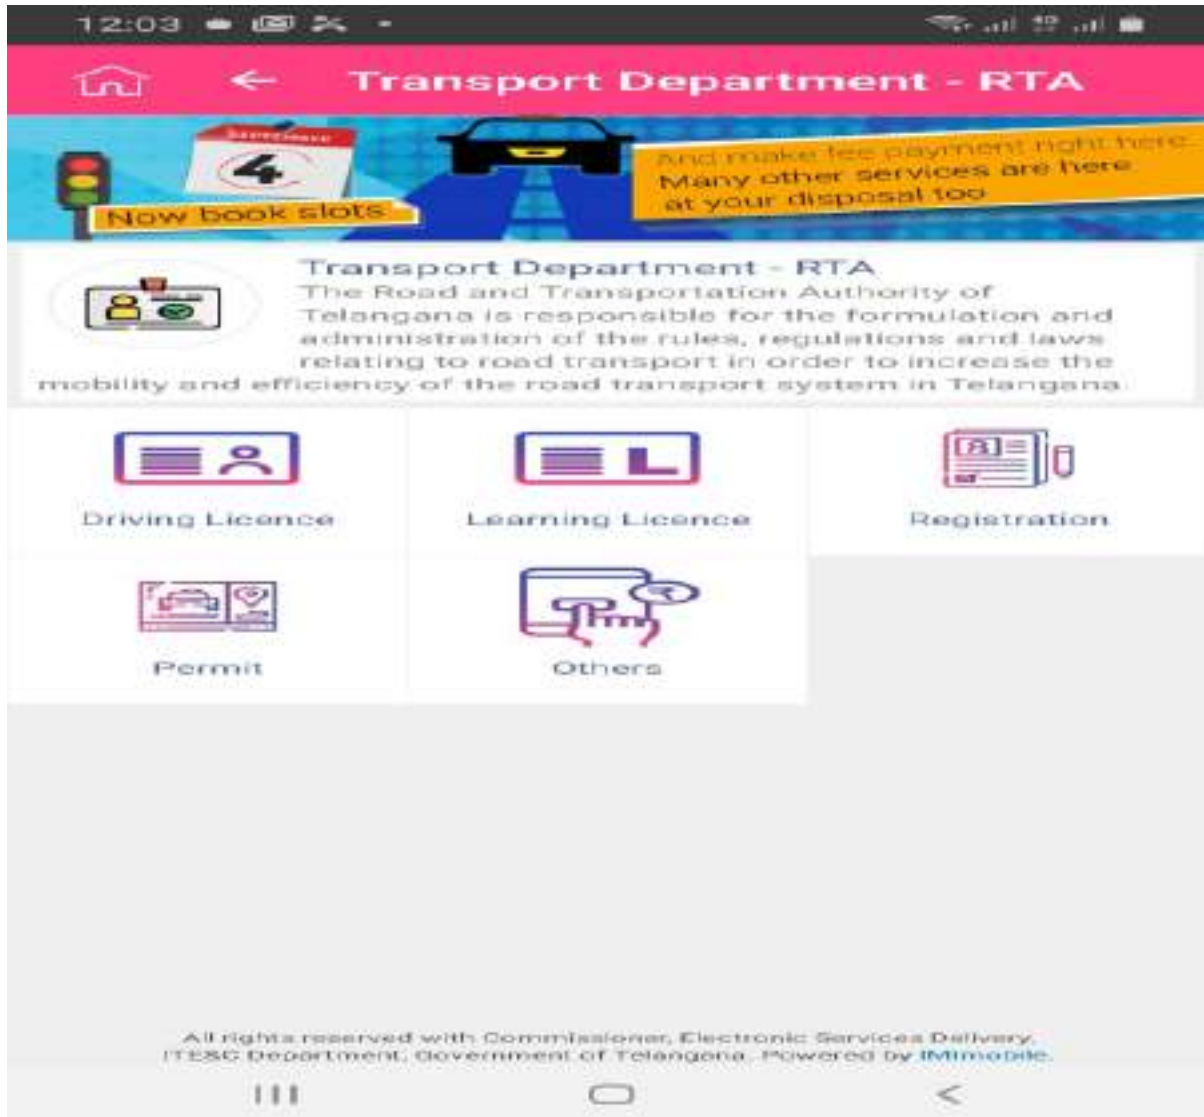 12:03
Transport Department - RTA
4
Now book slots
And make fee payment right here
Many other services are here
at your disposal too
Transport Department - RTA
The Road and Transportation Authority of
Telangana is responsible for the formulation and
administration of the rules, regulations and laws
relating to road transport in order to increase the
mobility and efficiency of the road transport system in Telangana.
Driving Licence
Learning Licence
Registration
Permit
Others
All rights reserved with Commissioner, Electronic Services Delivery,
ITE&C Department, Government of Telangana. Powered by IMImobile.